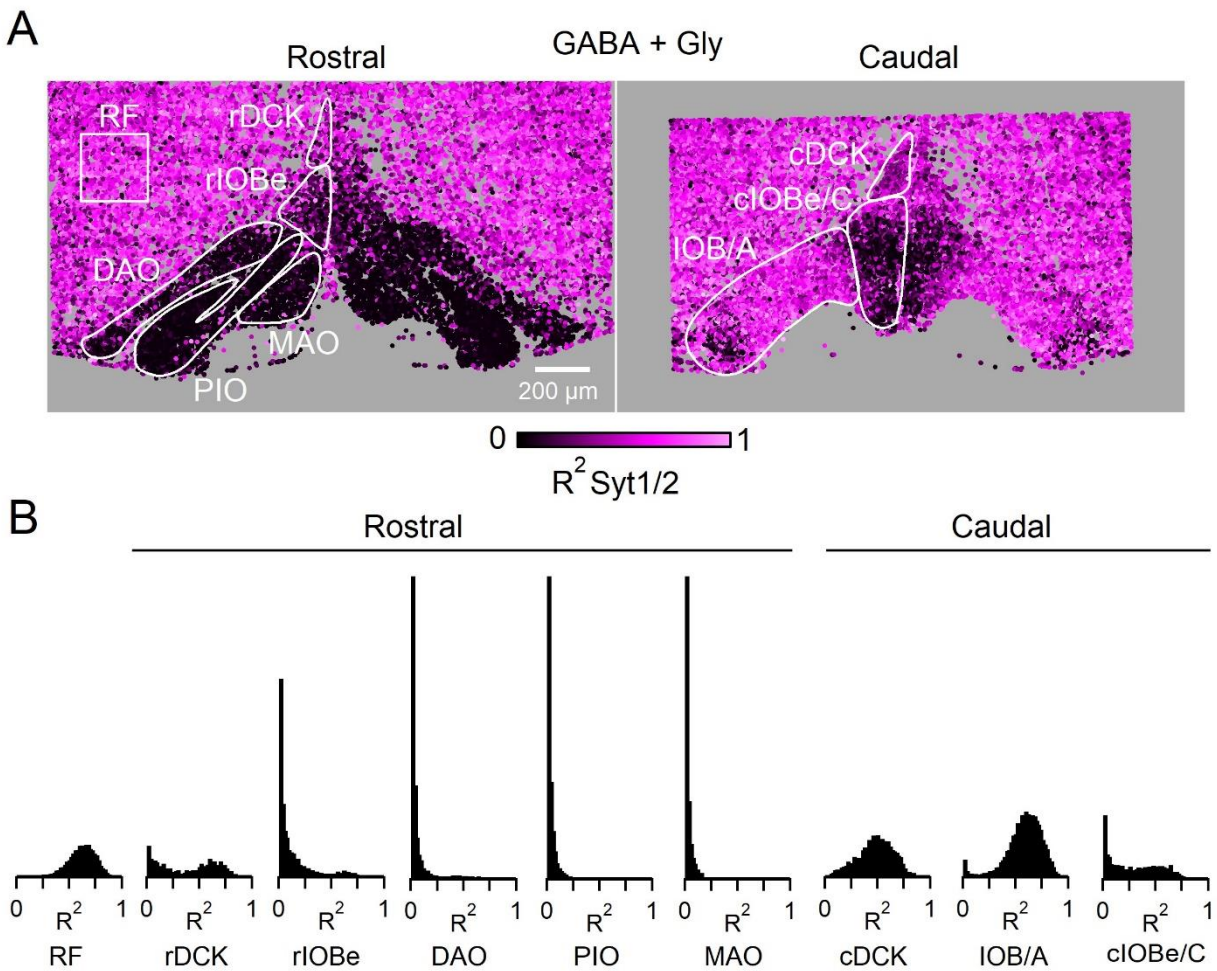 A
GABA + Gly
Rostral
Caudal
RF
rDCK
rIOBe
DAO
MAO
PIO
200 µm
cDCK
cIOBe/C
IOB/A
0 1
R² Syt1/2
B
Rostral
Caudal
0 1 0 1 0 1 0 1 0 1 0 1 0 1 0 1 0 1
R² R² R² R² R² R² R² R² R²
RF rDCK rIOBe DAO PIO MAO cDCK IOB/A cIOBe/C